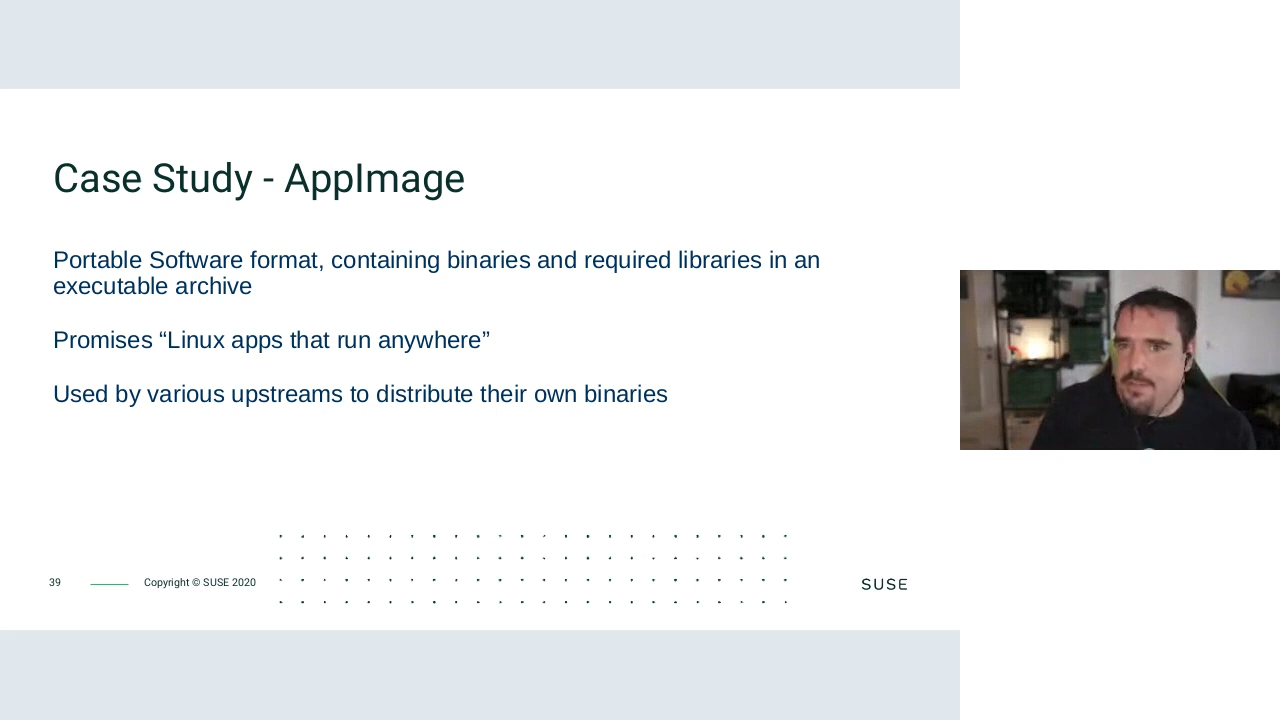 Case Study - AppImage
Portable Software format, containing binaries and required libraries in an
executable archive
Promises “Linux apps that run anywhere”
Used by various upstreams to distribute their own binaries
39
Copyright © SUSE 2020
SUSE